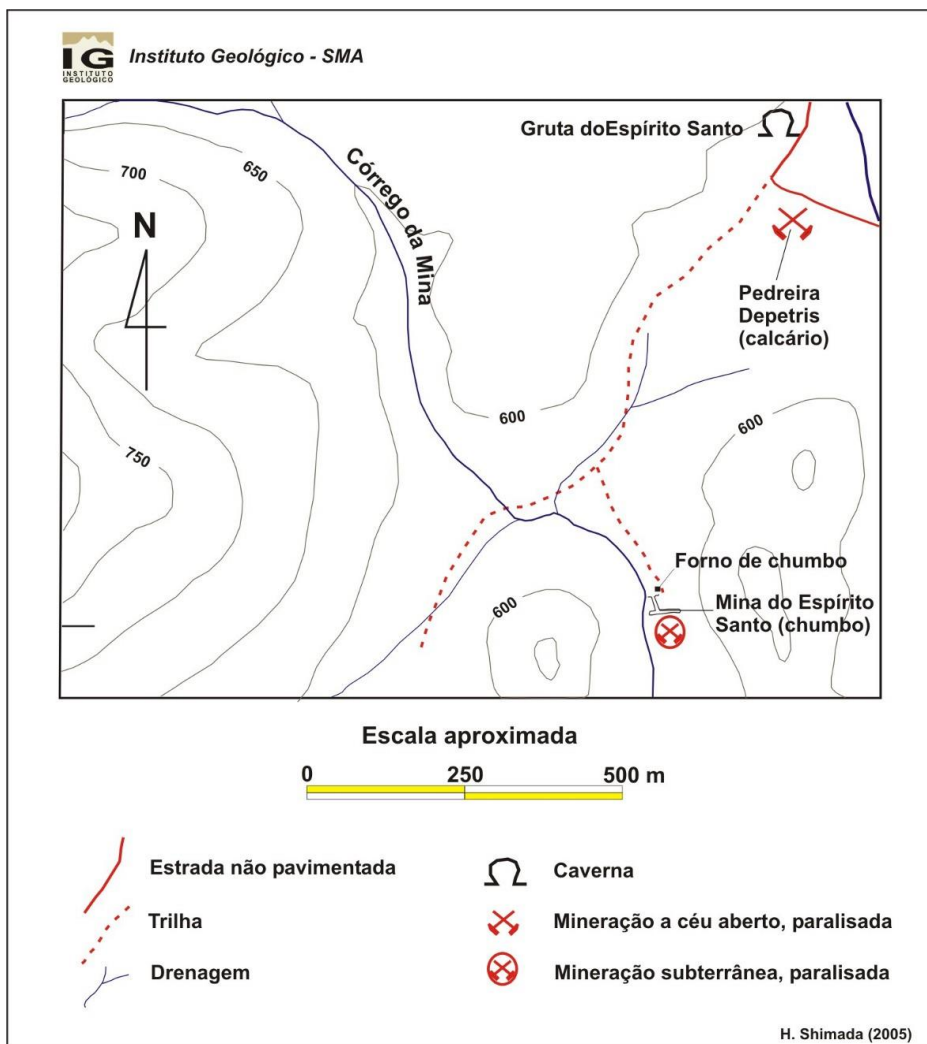 IG
INSTITUTO
GEOLÓGICO
Instituto Geológico - SMA
Gruta doEspírito Santo
Córrego da Mina
700
650
N
Pedreira
Depetris
(calcário)
600
600
750
Forno de chumbo
600
Mina do Espírito
Santo (chumbo)
Escala aproximada
0 250 500 m
Estrada não pavimentada
Trilha
Drenagem
Caverna
Mineração a céu aberto, paralisada
Mineração subterrânea, paralisada
H. Shimada (2005)